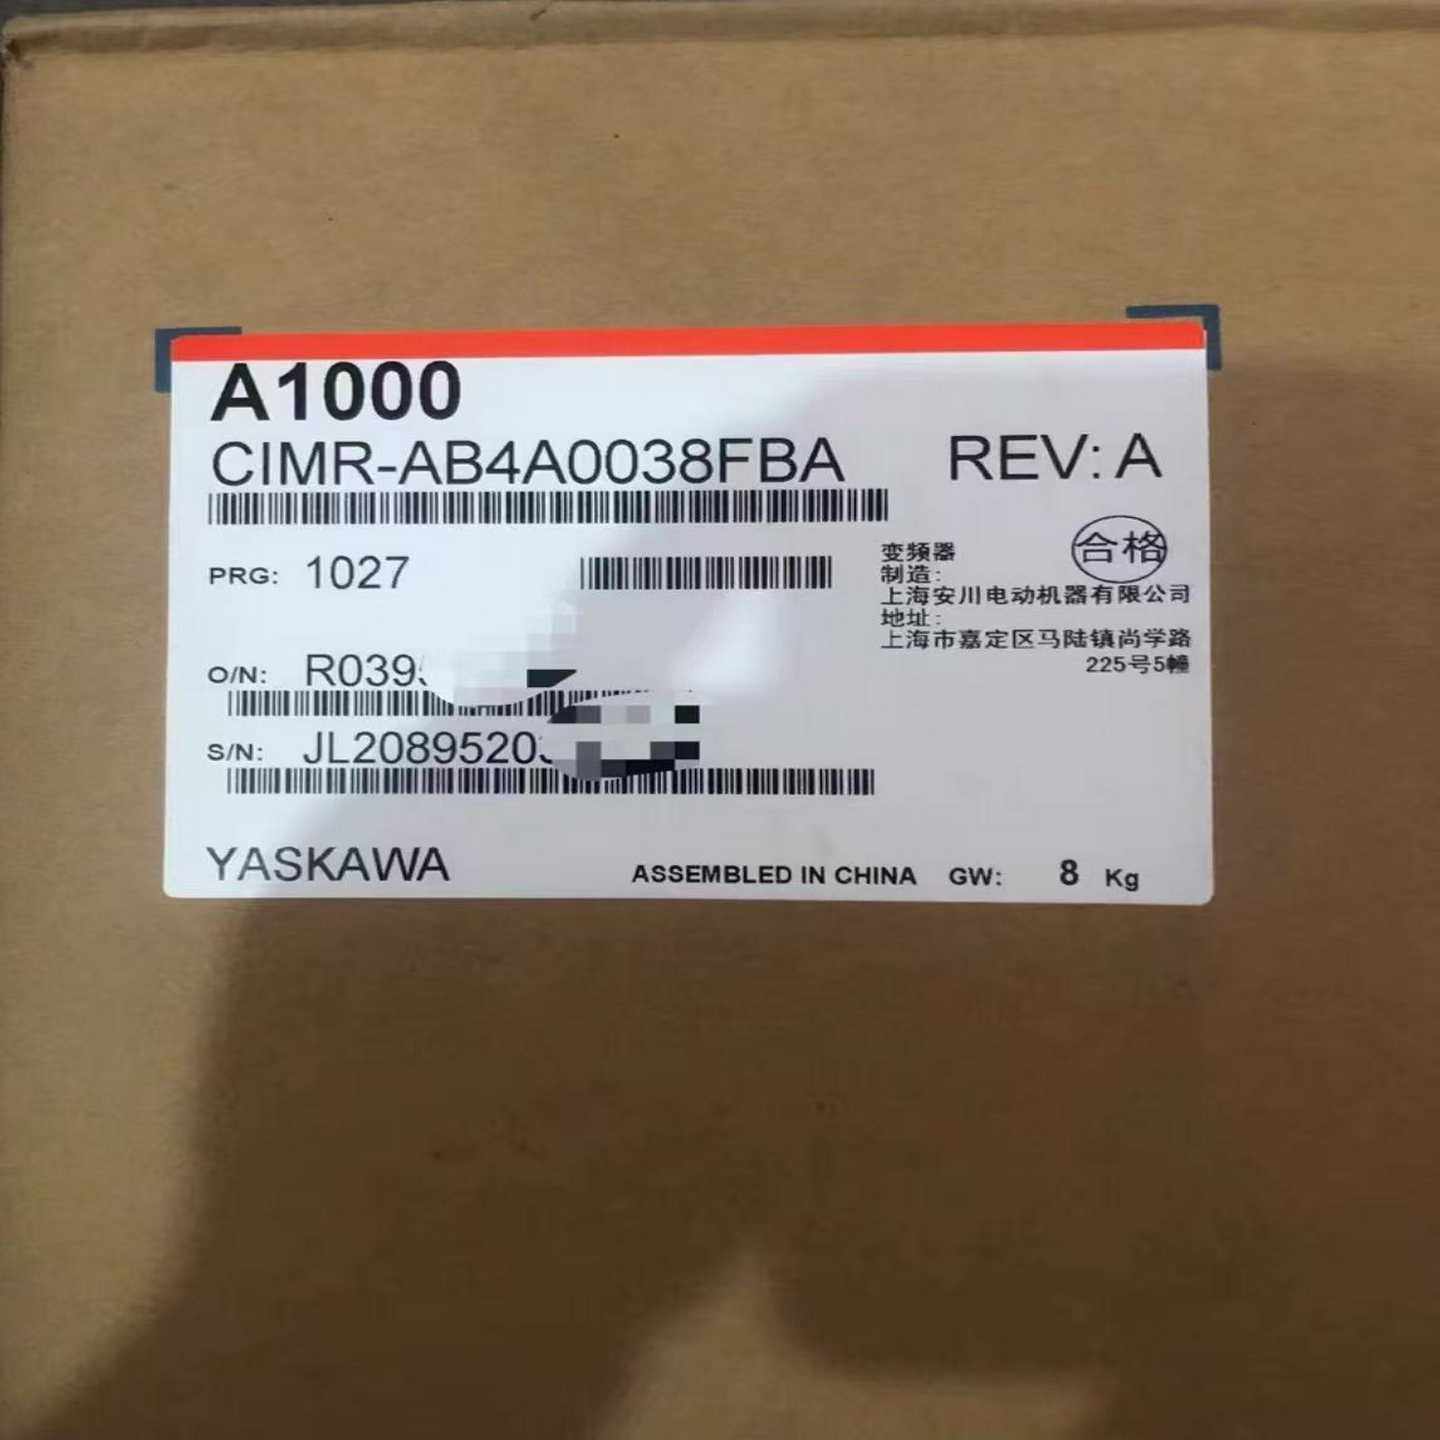 A1000
CIMR-AB4A0038FBA REV: A
PRG: 1027
变频器
合格
制造:
上海安川电动机器有限公司
地址:
上海市嘉定区马陆镇尚学路
225号5幢
O/N: R039
S/N: JL2089520
YASKAWA ASSEMBLED IN CHINA GW: 8 Kg